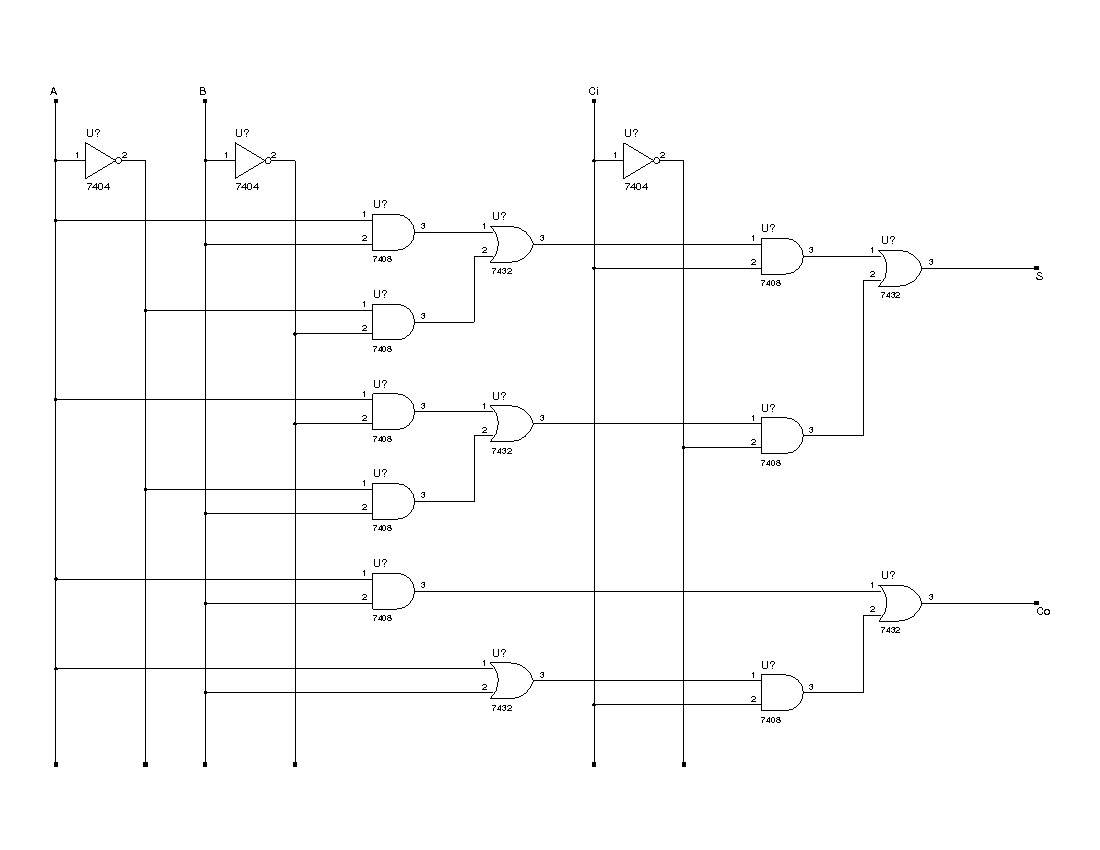 A B Ci
U? U? U?
1 2 1 2 1 2
7404 7404 7404
U?
1 3 U?
2 1 3 U?
7408 2 1 3 U?
7432 2 1 3
7408 2 S
7432
U?
1 3
2
7408
U?
1 3 U?
2 1 3 U?
7408 2 1 3
7432 2
7408
U?
1 3
2
7408
U? U?
1 3 1 3
2 2 Co
7408 7432
U? U?
1 3 1 3
2 2
7432 7408